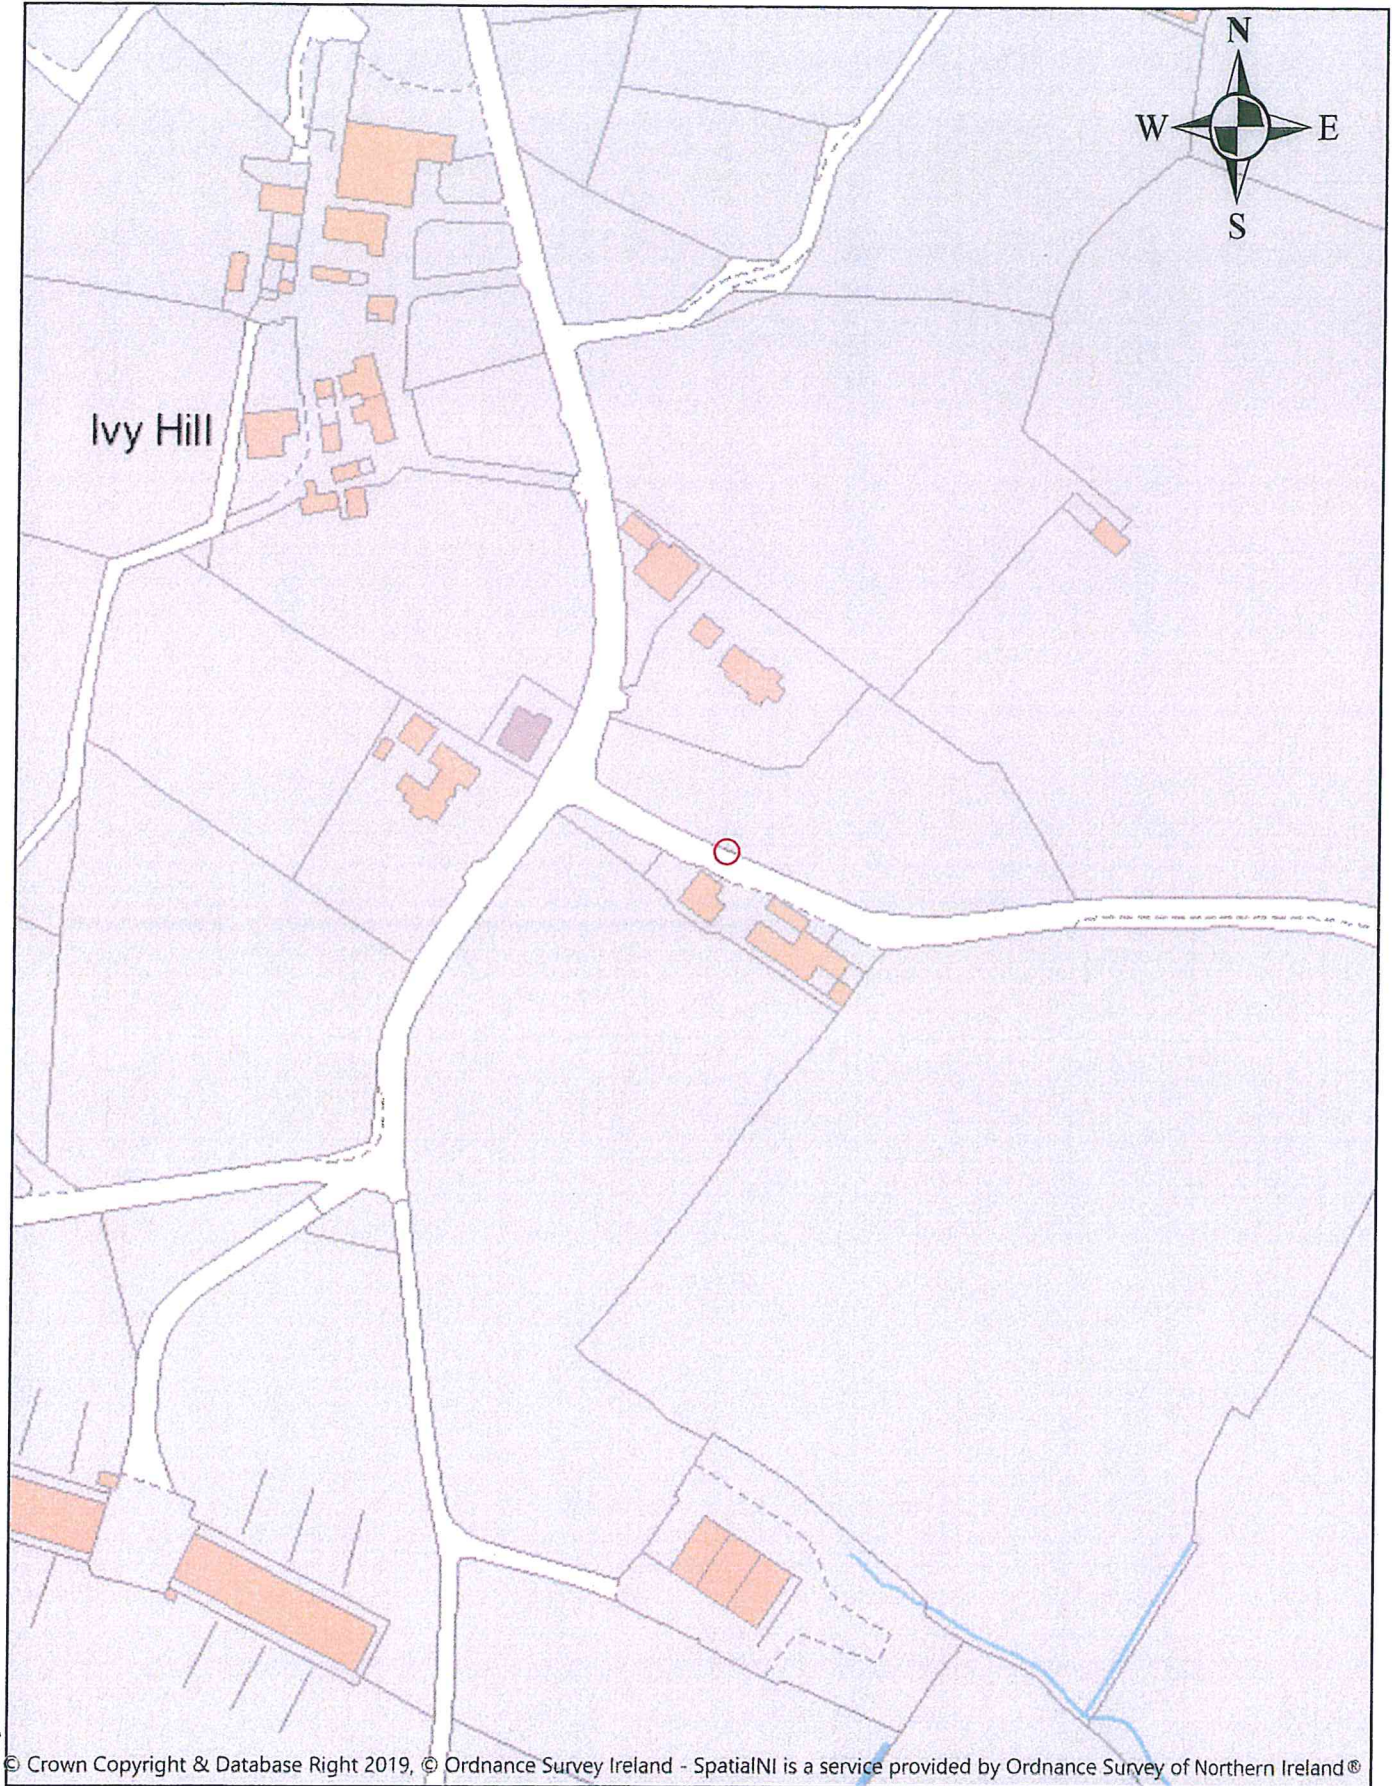 N
W E
S
Ivy Hill
© Crown Copyright & Database Right 2019, © Ordnance Survey Ireland - SpatialNI is a service provided by Ordnance Survey of Northern Ireland ®